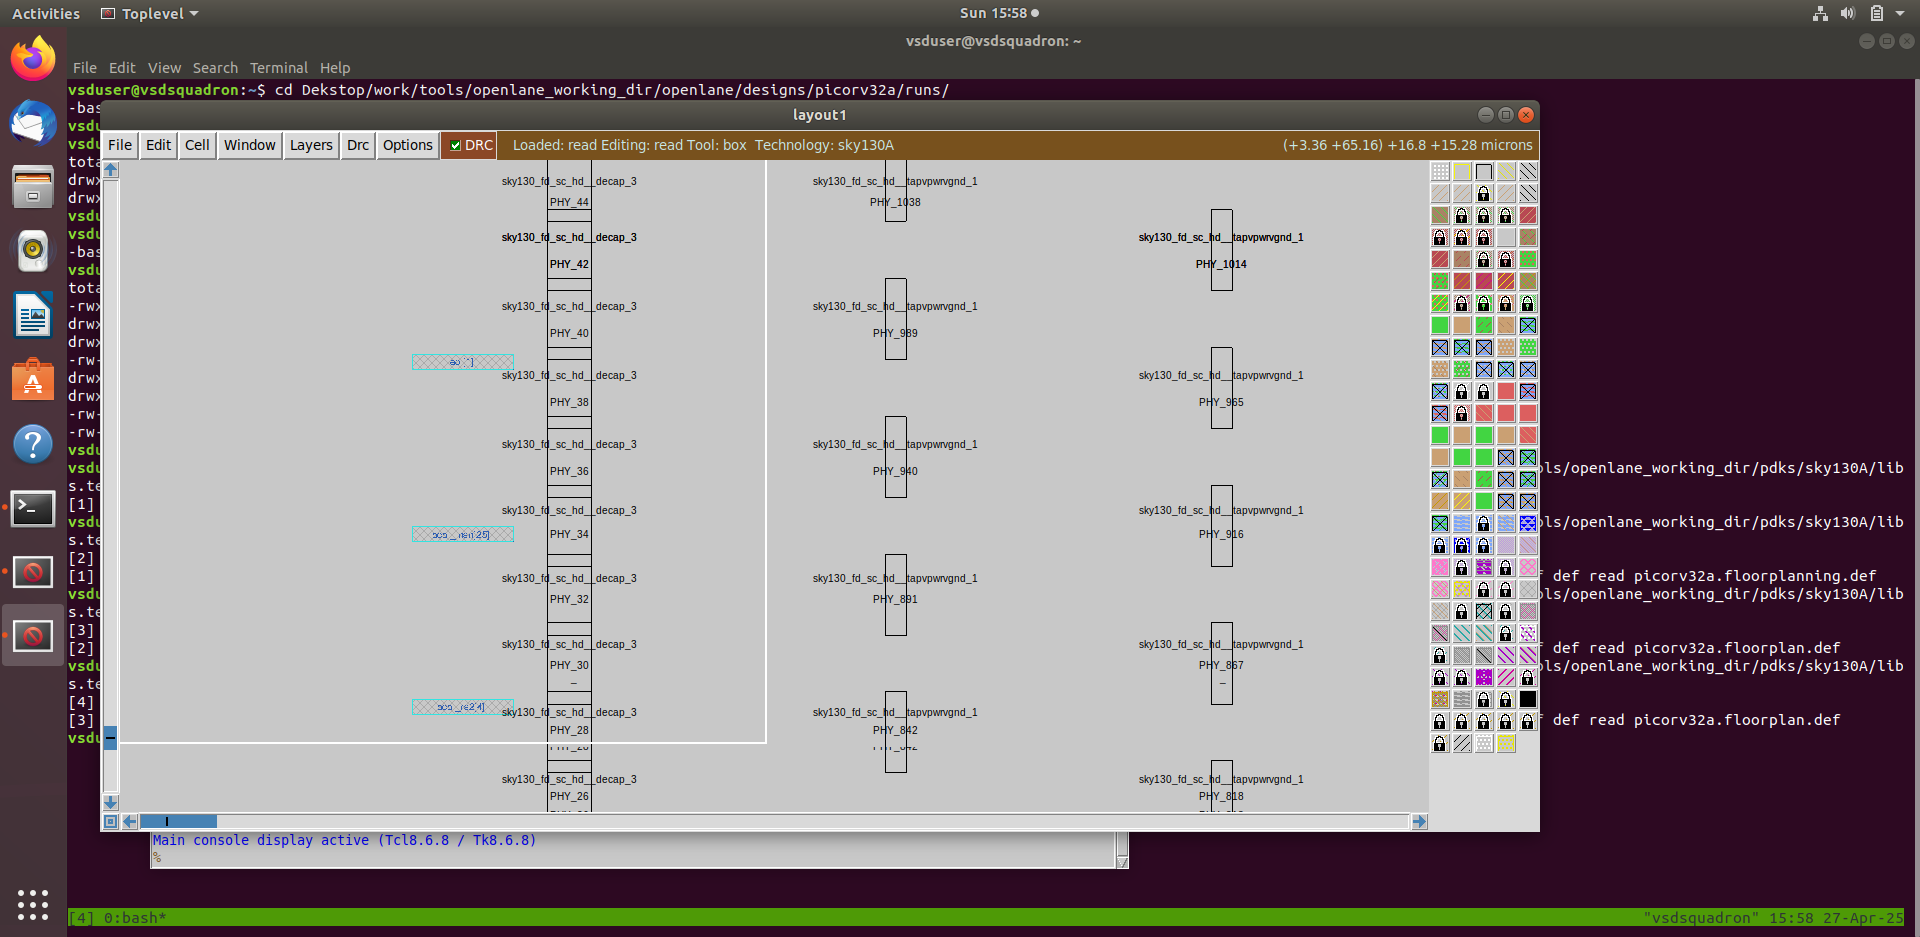 Activities
Toplevel
Sun 15:58
vsduser@vsdsquadron: ~
File Edit View Search Terminal Help
vsduser@vsdsquadron:~$ cd Dekstop/work/tools/openlane_working_dir/openlane/designs/picorv32a/runs/
-bas
layout1
File Edit Cell Window Layers Drc Options DRC Loaded: read Editing: read Tool: box Technology: sky130A (+3.36 +65.16) +16.8 +15.28 microns
vsdu
vsdu
tota
drwx
drwx
vsdu
-bas
vsdu
tota
-rwx
drwx
drwx
-rw-
drwx
drwx
-rw-
-rw-
vsdu
vsdu
s.te
[1]
vsdu
s.te
[2]
[1]
vsdu
s.te
[3]
[2]
vsdu
s.te
[4]
[3]
vsdu
sky130_fd_sc_hd__decap_3 sky130_fd_sc_hd__tapvpwrvgnd_1
PHY_44 PHY_1038
sky130_fd_sc_hd__decap_3 sky130_fd_sc_hd__tapvpwrvgnd_1
PHY_42 PHY_1014
sky130_fd_sc_hd__decap_3 sky130_fd_sc_hd__tapvpwrvgnd_1
PHY_40 PHY_989
sky130_fd_sc_hd__decap_3 sky130_fd_sc_hd__tapvpwrvgnd_1
PHY_38 PHY_965
sky130_fd_sc_hd__decap_3 sky130_fd_sc_hd__tapvpwrvgnd_1
PHY_36 PHY_940
sky130_fd_sc_hd__decap_3 sky130_fd_sc_hd__tapvpwrvgnd_1
PHY_34 PHY_916
sky130_fd_sc_hd__decap_3 sky130_fd_sc_hd__tapvpwrvgnd_1
PHY_32 PHY_891
sky130_fd_sc_hd__decap_3 sky130_fd_sc_hd__tapvpwrvgnd_1
PHY_30 PHY_867
sky130_fd_sc_hd__decap_3 sky130_fd_sc_hd__tapvpwrvgnd_1
PHY_28 PHY_842
sky130_fd_sc_hd__decap_3 sky130_fd_sc_hd__tapvpwrvgnd_1
PHY_26 PHY_818
ols/openlane_working_dir/pdks/sky130A/lib
ols/openlane_working_dir/pdks/sky130A/lib
f def read picorv32a.floorplanning.def
ols/openlane_working_dir/pdks/sky130A/lib
f def read picorv32a.floorplan.def
ols/openlane_working_dir/pdks/sky130A/lib
f def read picorv32a.floorplan.def
Main console display active (Tcl8.6.8 / Tk8.6.8)
%
[4] 0:bash* "vsdsquadron" 15:58 27-Apr-25